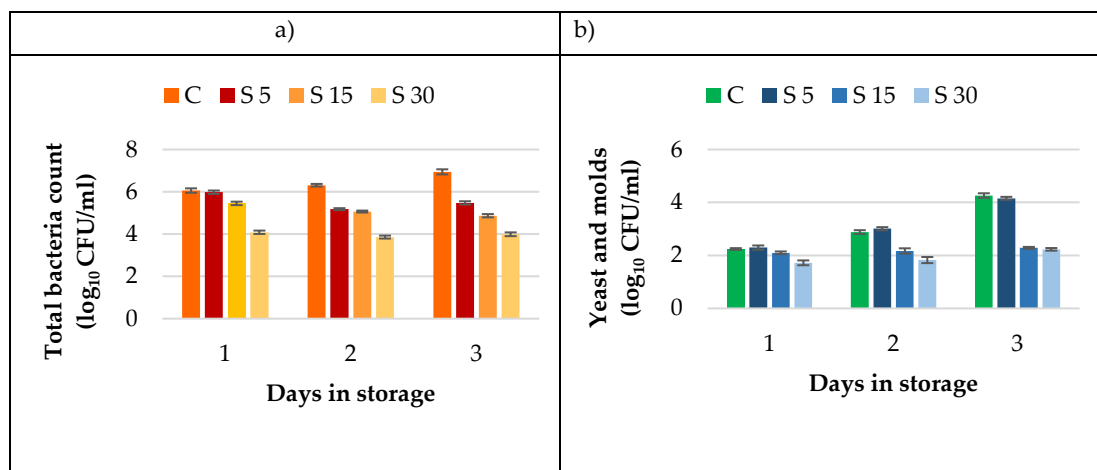 a)
b)
C S 5 S 15 S 30
Total bacteria count
(log10 CFU/ml)
8
6
4
2
0
1 2 3
Days in storage
C S 5 S 15 S 30
Yeast and molds
(log10 CFU/ml)
6
4
2
0
1 2 3
Days in storage